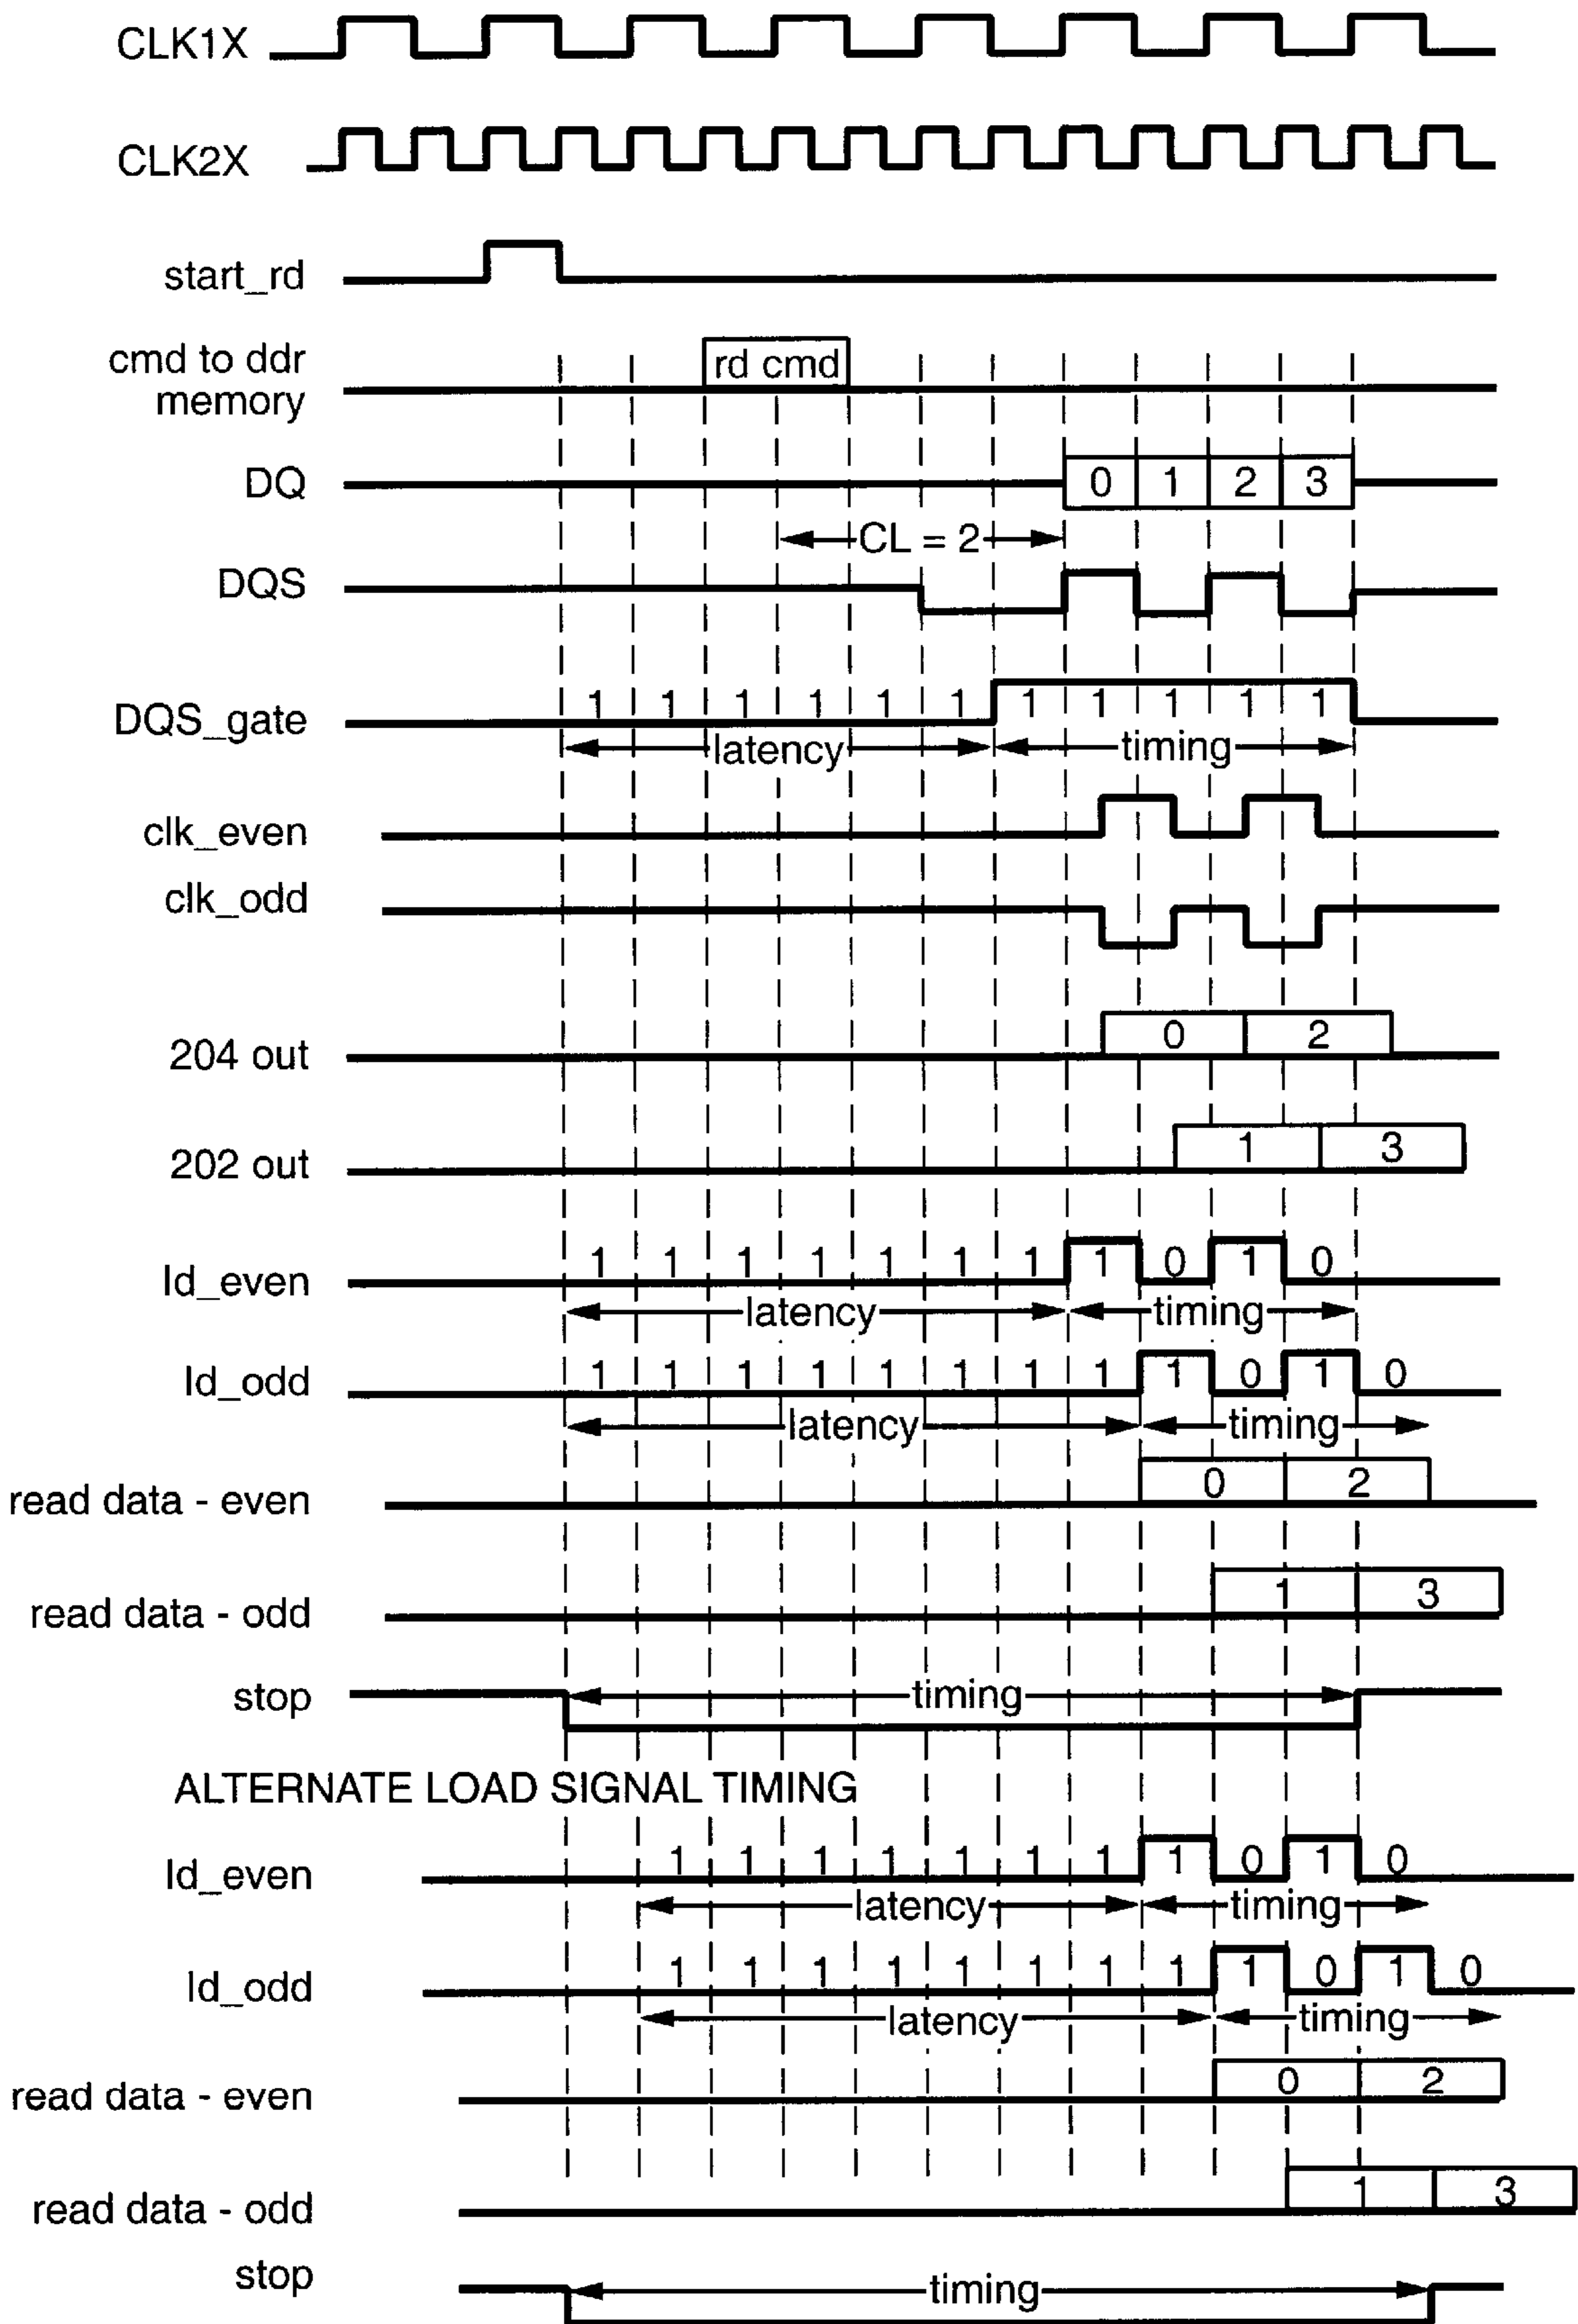 CLK1X
CLK2X
start_rd
cmd to ddr
memory
rd cmd
DQ
0 1 2 3
CL = 2
DQS
DQS_gate
1 1 1 1 1 1 1 1 1 1 1
latency timing
clk_even
clk_odd
204 out
0 2
202 out
1 3
ld_even
1 1 1 1 1 1 1 1 0 1 0
latency timing
ld_odd
1 1 1 1 1 1 1 1 1 0 1 0
latency timing
read data - even
0 2
read data - odd
1 3
stop
timing
ALTERNATE LOAD SIGNAL TIMING
ld_even
1 1 1 1 1 1 1 1 0 1 0
latency timing
ld_odd
1 1 1 1 1 1 1 1 1 0 1 0
latency timing
read data - even
0 2
read data - odd
1 3
stop
timing